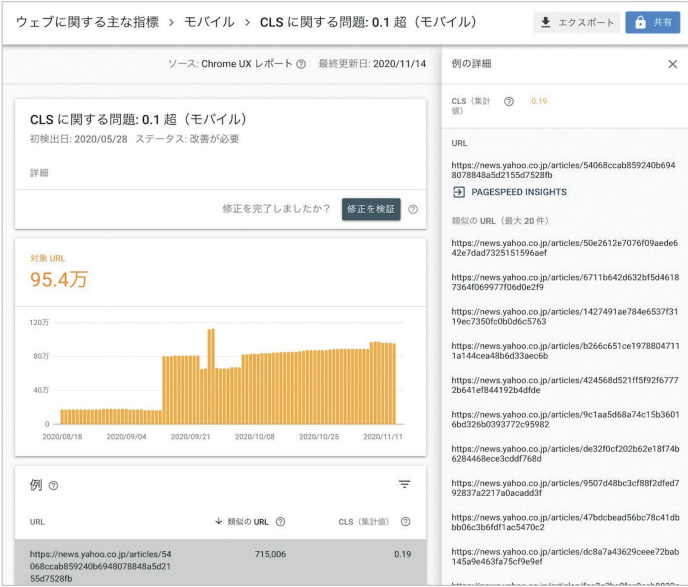 ウェブに関する主な指標 > モバイル > CLS に関する問題: 0.1 超（モバイル）
エクスポート
共有
ソース: Chrome UX レポート
最終更新日: 2020/11/14
CLS に関する問題: 0.1 超（モバイル）
初検出日: 2020/05/28 ステータス: 改善が必要
詳細
修正を完了しましたか？
修正を検証
対象 URL
95.4万
120万
80万
40万
0
2020/08/18 2020/09/04 2020/09/21 2020/10/08 2020/10/25 2020/11/11
例
URL 類似の URL CLS（集計値）
https://news.yahoo.co.jp/articles/54
068ccab859240b6948078848a5d21
55d7528fb
715,006 0.19
例の詳細
CLS（集計
値）
0.19
URL
https://news.yahoo.co.jp/articles/54068ccab859240b694
8078848a5d2155d7528fb
PAGESPEED INSIGHTS
類似の URL（最大 20 件）
https://news.yahoo.co.jp/articles/50e2612e7076f09aede6
42e7dad7325151596aef
https://news.yahoo.co.jp/articles/6711b642d632bf5d4618
7364f069977f06d0e2f9
https://news.yahoo.co.jp/articles/1427491ae784e6537f31
19ec7350fc0b0d6c5763
https://news.yahoo.co.jp/articles/b266c651ce1978804711
1a144cea48b6d33aec6b
https://news.yahoo.co.jp/articles/424568d521ff5f92f6777
2b641ef844192b4dfde
https://news.yahoo.co.jp/articles/9c1aa5d68a74c15b3601
6bd326b0393772c95982
https://news.yahoo.co.jp/articles/de32f0cf202b62e18f74b
6284468ece3cddf768d
https://news.yahoo.co.jp/articles/9507d48bc3cf88f2dfed7
92837a2217a0acadd3f
https://news.yahoo.co.jp/articles/47bdcbead56bc78c41db
bb06c3b6fdf1ac5470c2
https://news.yahoo.co.jp/articles/dc8a7a43629ceee72bab
145a9e463fa75cf9e9ef